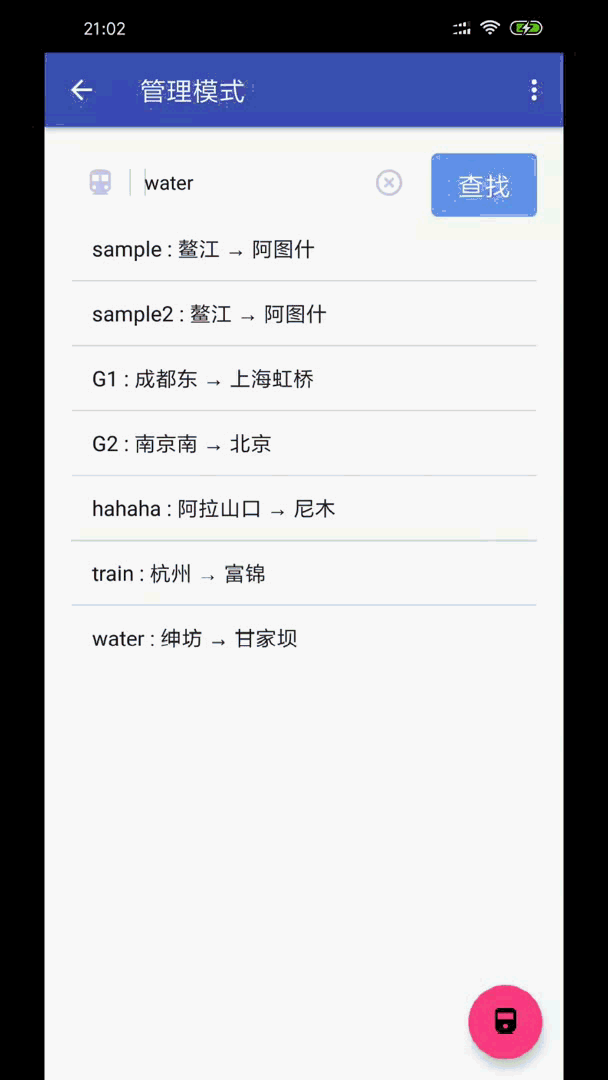 21:02
管理模式
water
查找
sample : 鳌江 → 阿图什
sample2 : 鳌江 → 阿图什
G1 : 成都东 → 上海虹桥
G2 : 南京南 → 北京
hahaha : 阿拉山口 → 尼木
train : 杭州 → 富锦
water : 绅坊 → 甘家坝